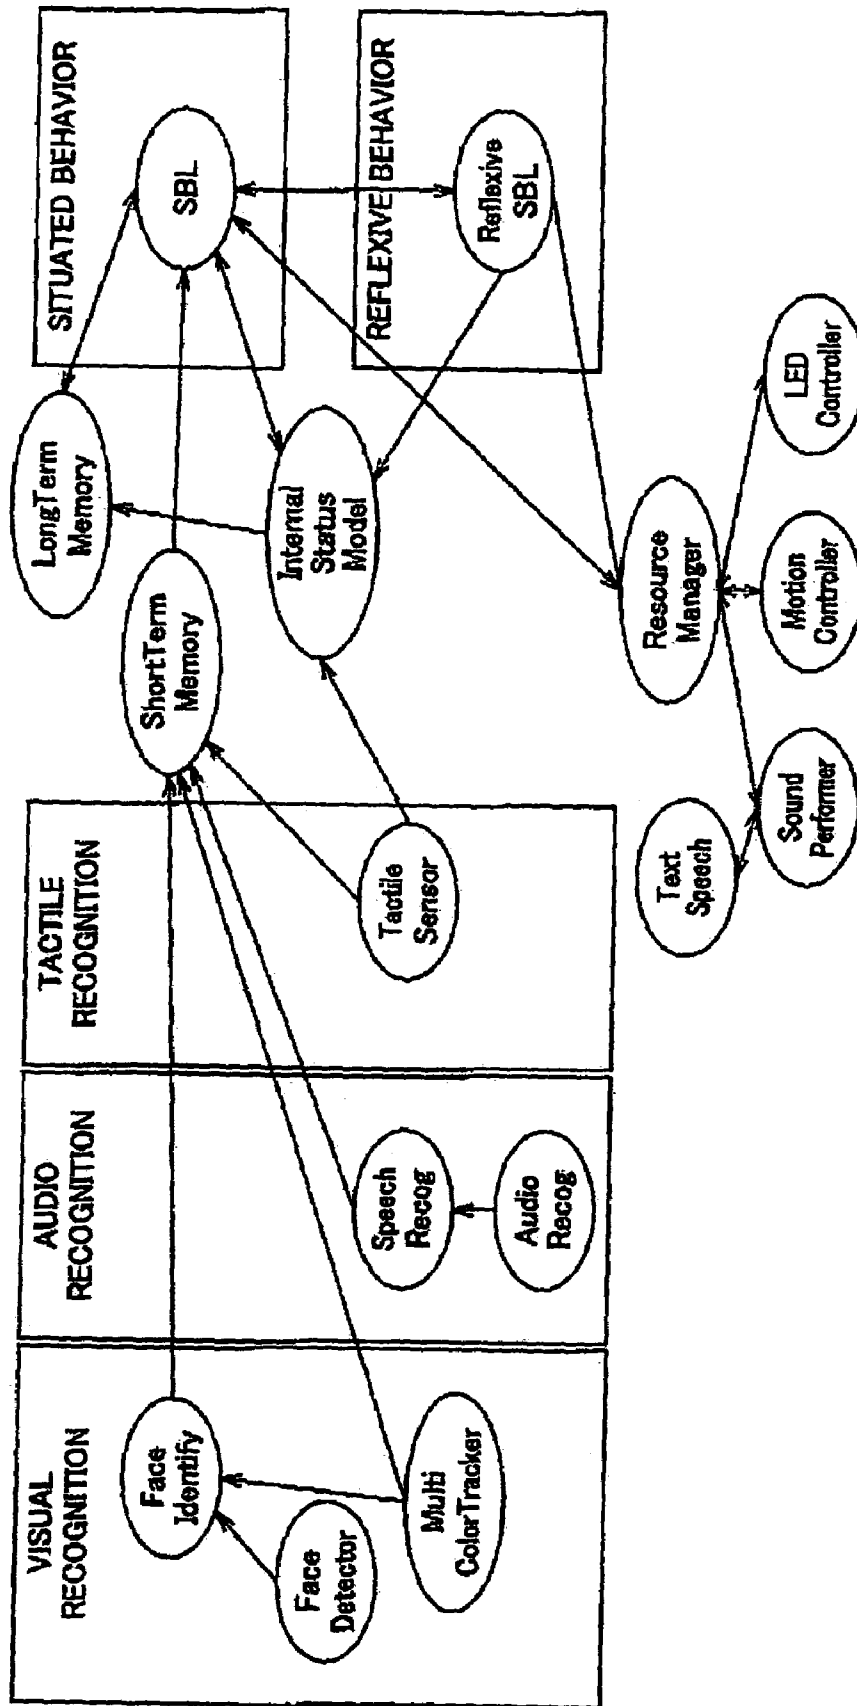 VISUAL
RECOGNITION
Face
Identify
Face
Detector
Multi
ColorTracker
AUDIO
RECOGNITION
Speech
Recog
Audio
Recog
TACTILE
RECOGNITION
Tactile
Sensor
ShortTerm
Memory
LongTerm
Memory
Internal
Status
Model
SITUATED BEHAVIOR
SBL
REFLEXIVE BEHAVIOR
Reflexive
SBL
Resource
Manager
Text
Speech
Sound
Performer
Motion
Controller
LED
Controller